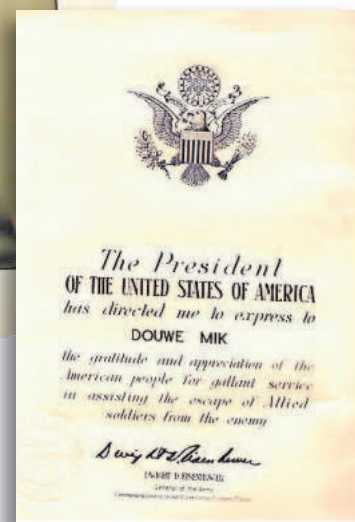 The President
OF THE UNITED STATES OF AMERICA
has directed me to express to
DOUWE MIK
the gratitude and appreciation of the
American people for gallant service
in assisting the escape of Allied
soldiers from the enemy
Dwight D. Eisenhower
DWIGHT D. EISENHOWER
General of the Army